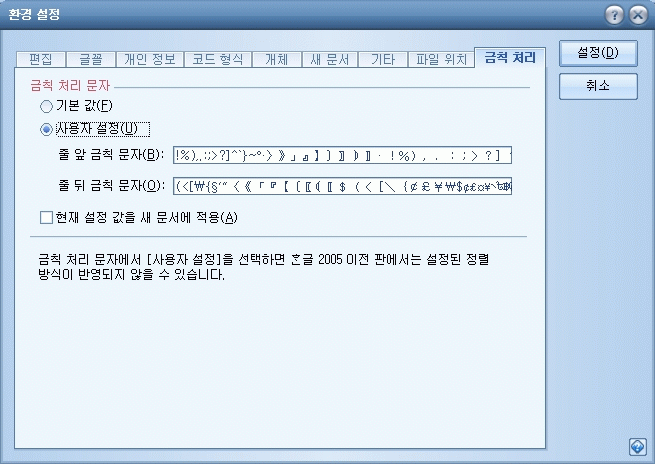 환경 설정
편집 글꼴 개인 정보 코드 형식 개체 새 문서 기타 파일 위치 금칙 처리
설정(D)
취소
금칙 처리 문자
기본 값(F)
사용자 설정(U)
줄 앞 금칙 문자(B):
줄 뒤 금칙 문자(O):
현재 설정 값을 새 문서에 적용(A)
금칙 처리 문자에서 [사용자 설정]을 선택하면 ᄒᆞᆫ글 2005 이전 판에서는 설정된 정렬
방식이 반영되지 않을 수 있습니다.